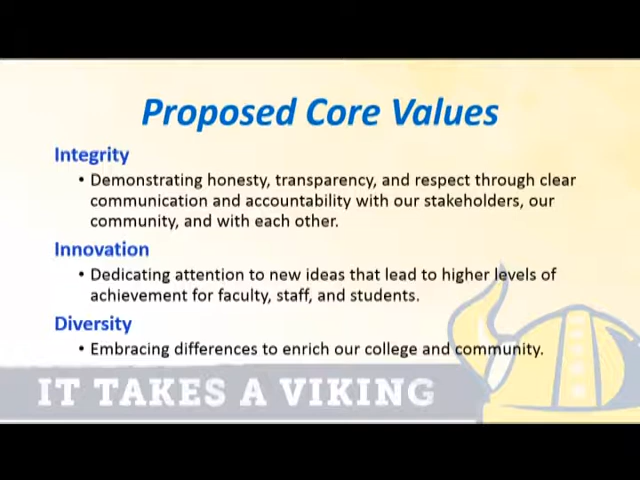 Proposed Core Values
Integrity
• Demonstrating honesty, transparency, and respect through clear
communication and accountability with our stakeholders, our
community, and with each other.
Innovation
• Dedicating attention to new ideas that lead to higher levels of
achievement for faculty, staff, and students.
Diversity
• Embracing differences to enrich our college and community.
IT TAKES A VIKING